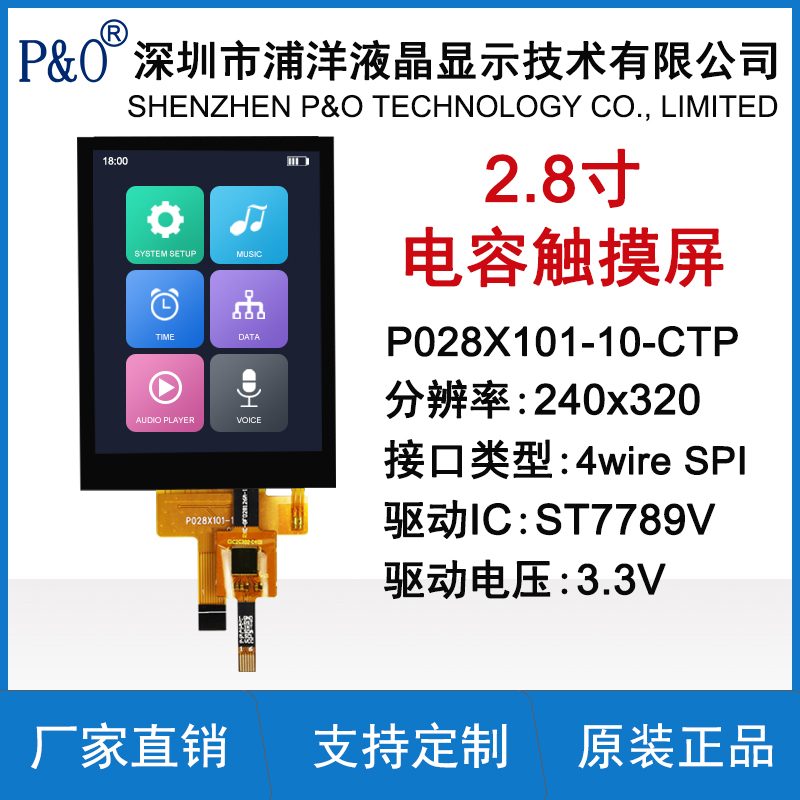 P&O®
深圳市浦洋液晶显示技术有限公司
SHENZHEN P&O TECHNOLOGY CO., LIMITED
18:00
SYSTEM SETUP
MUSIC
TIME
DATA
AUDIO PLAYER
VOICE
2.8寸
电容触摸屏
P028X101-10-CTP
分辨率:240x320
接口类型:4wire SPI
驱动IC:ST7789V
驱动电压:3.3V
P028X101-1
厂家直销
支持定制
原装正品